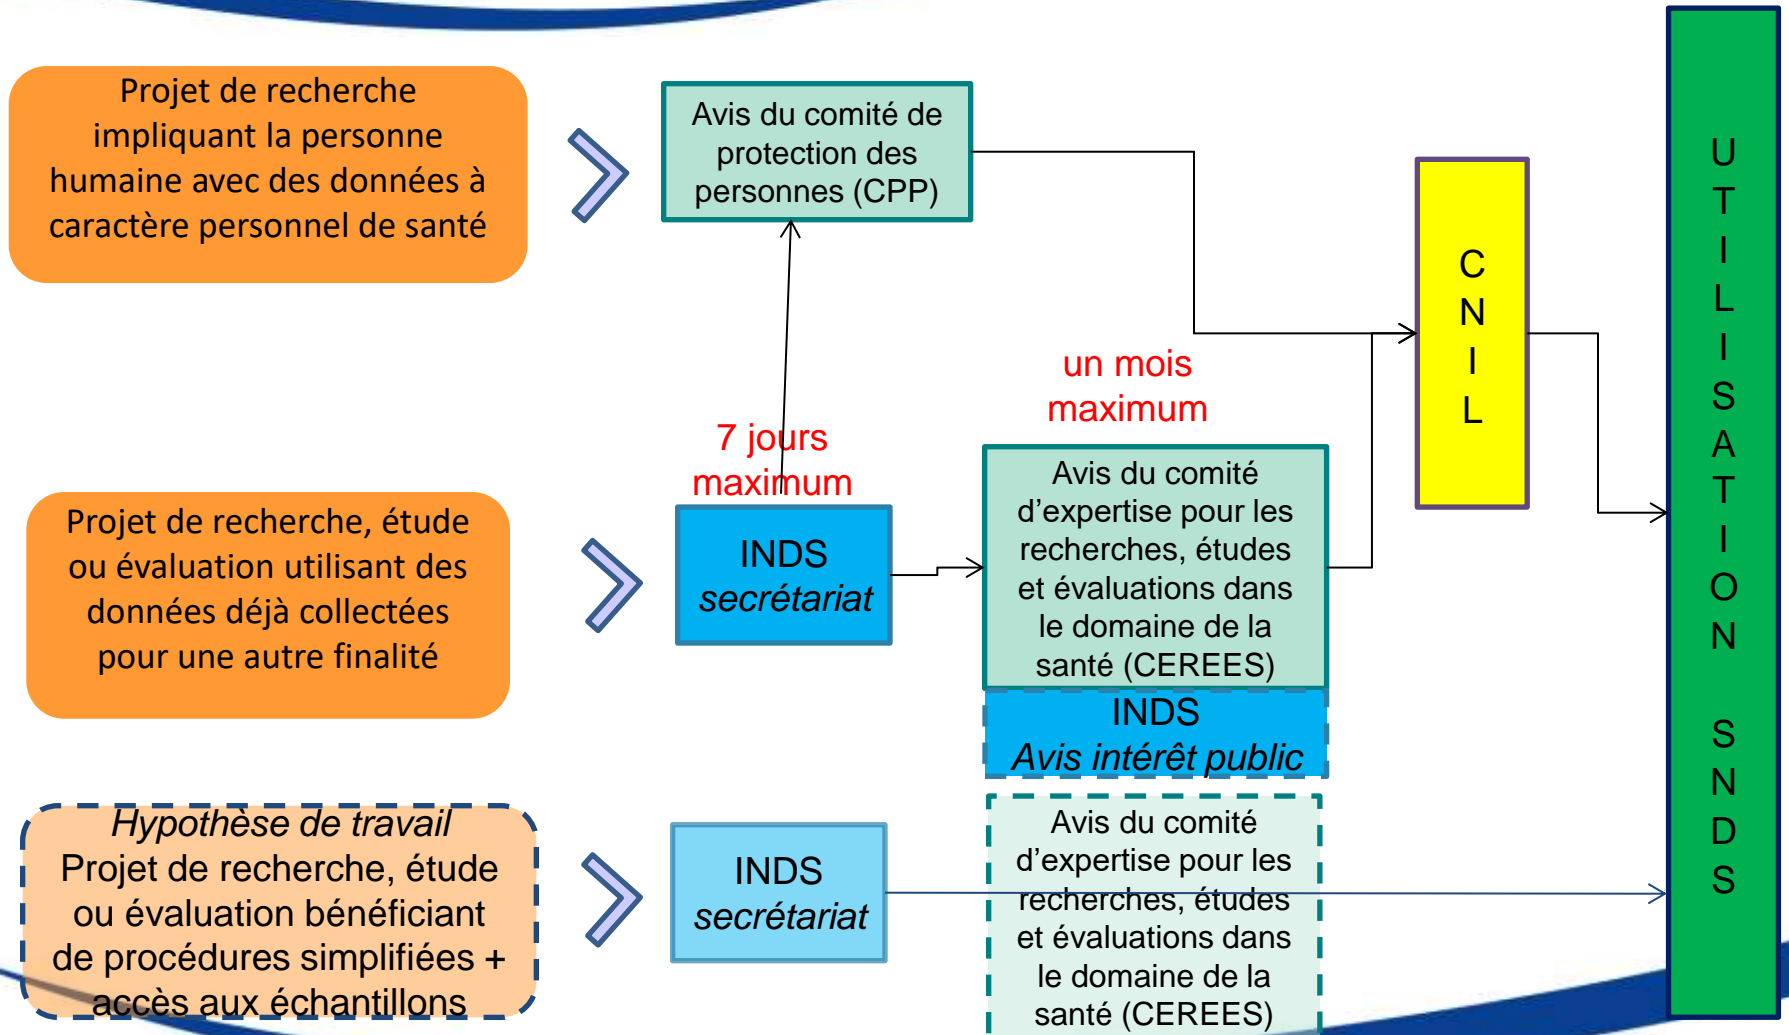 Projet de recherche
impliquant la personne
humaine avec des données à
caractère personnel de santé
Avis du comité de
protection des
personnes (CPP)
C
N
I
L
U
T
I
L
I
S
A
T
I
O
N
S
N
D
S
un mois
maximum
7 jours
maximum
Projet de recherche, étude
ou évaluation utilisant des
données déjà collectées
pour une autre finalité
INDS
secrétariat
Avis du comité
d’expertise pour les
recherches, études
et évaluations dans
le domaine de la
santé (CEREES)
INDS
Avis intérêt public
Hypothèse de travail
Projet de recherche, étude
ou évaluation bénéficiant
de procédures simplifiées +
accès aux échantillons
INDS
secrétariat
Avis du comité
d’expertise pour les
recherches, études
et évaluations dans
le domaine de la
santé (CEREES)